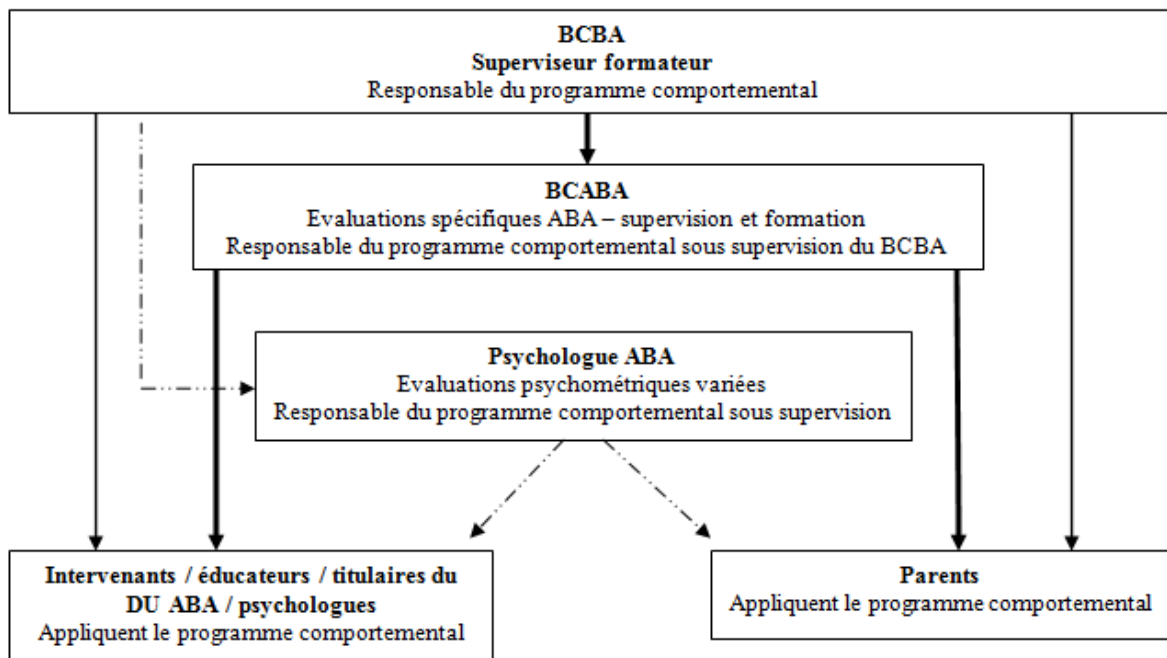 BCBA
Superviseur formateur
Responsable du programme comportemental
BCABA
Evaluations spécifiques ABA – supervision et formation
Responsable du programme comportemental sous supervision du BCBA
Psychologue ABA
Evaluations psychométriques variées
Responsable du programme comportemental sous supervision
Intervenants / éducateurs / titulaires du
DU ABA / psychologues
Appliquent le programme comportemental
Parents
Appliquent le programme comportemental